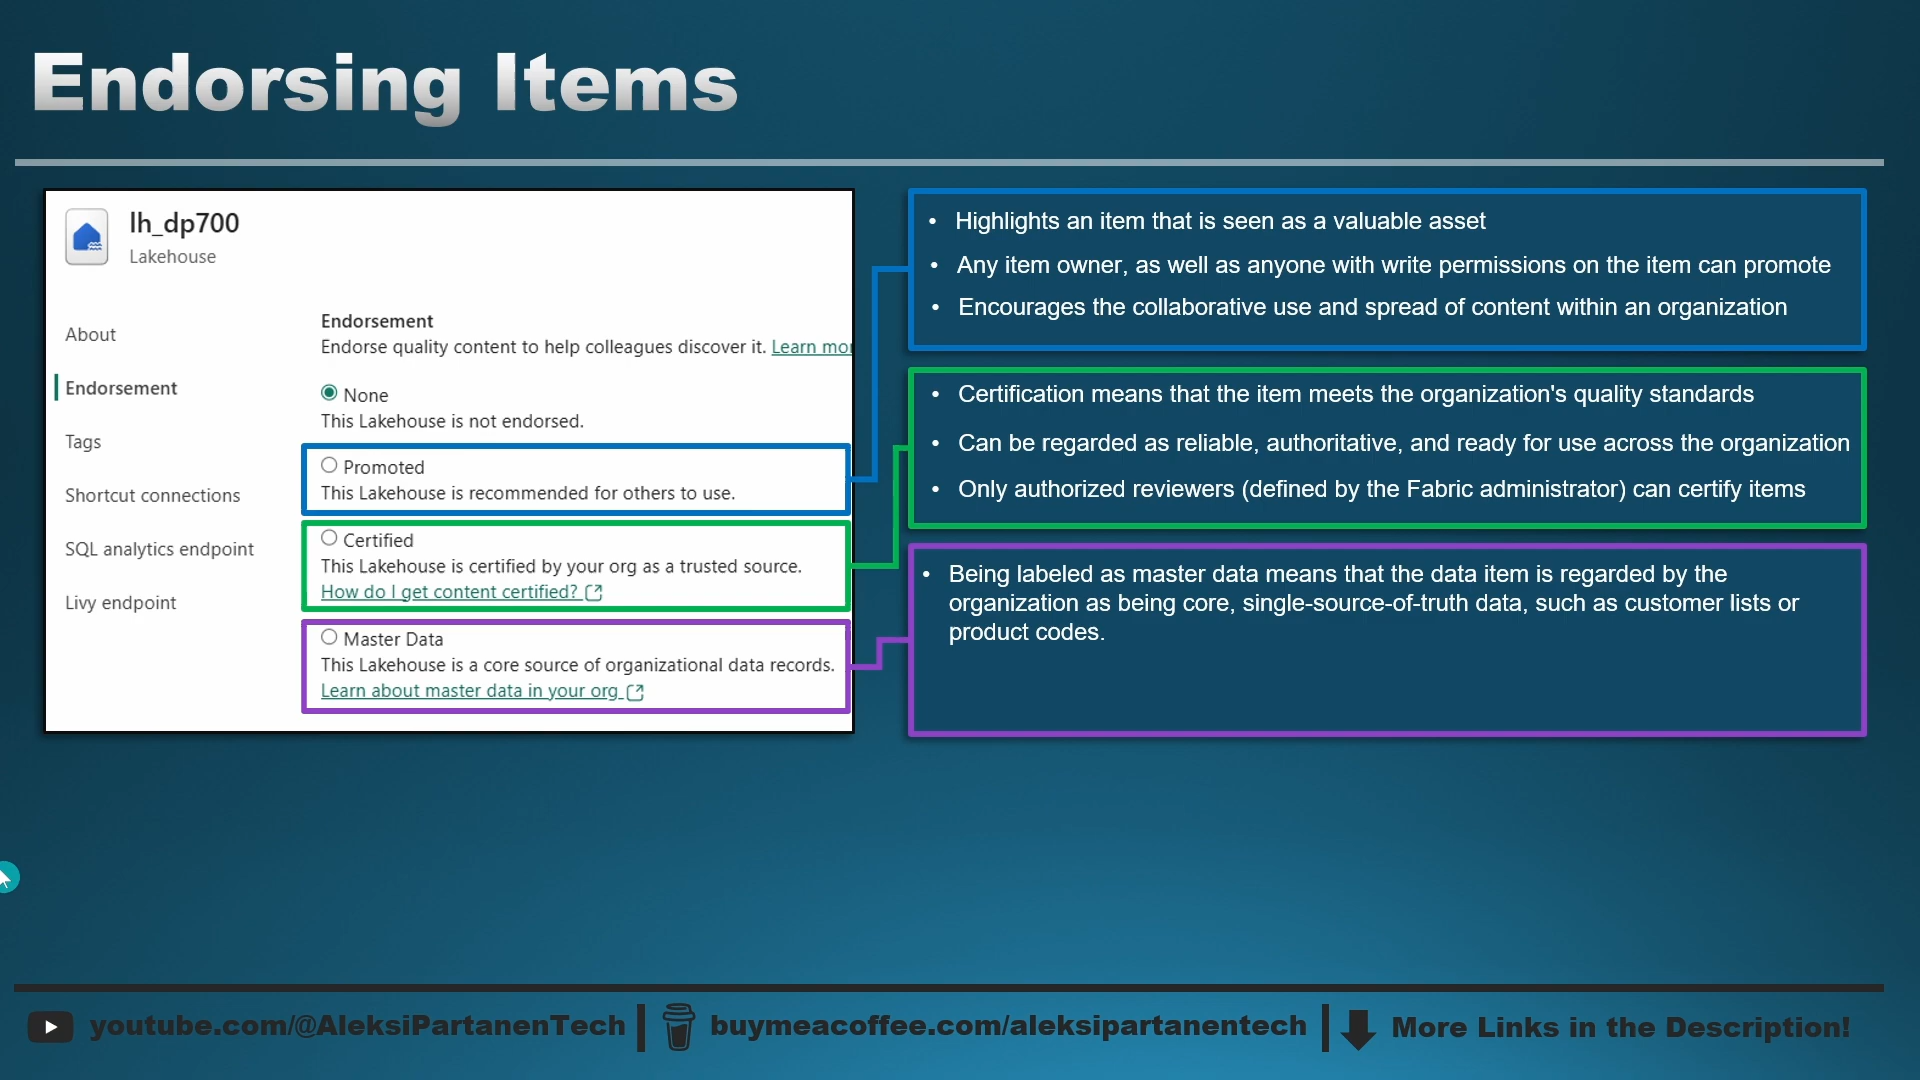 Endorsing Items
lh_dp700
Lakehouse
About
Endorsement
Tags
Shortcut connections
SQL analytics endpoint
Livy endpoint
Endorsement
Endorse quality content to help colleagues discover it. Learn mor
None
This Lakehouse is not endorsed.
Promoted
This Lakehouse is recommended for others to use.
Certified
This Lakehouse is certified by your org as a trusted source.
How do I get content certified?
Master Data
This Lakehouse is a core source of organizational data records.
Learn about master data in your org
• Highlights an item that is seen as a valuable asset
• Any item owner, as well as anyone with write permissions on the item can promote
• Encourages the collaborative use and spread of content within an organization
• Certification means that the item meets the organization's quality standards
• Can be regarded as reliable, authoritative, and ready for use across the organization
• Only authorized reviewers (defined by the Fabric administrator) can certify items
• Being labeled as master data means that the data item is regarded by the
organization as being core, single-source-of-truth data, such as customer lists or
product codes.
youtube.com/@AleksiPartanenTech
buymeacoffee.com/aleksipartanentech
More Links in the Description!